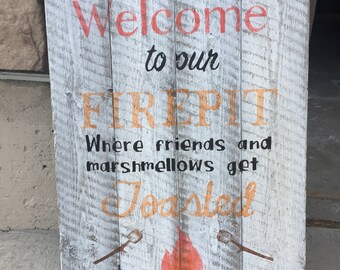 Welcome
to our
FIREPIT
Where friends and
marshmellows get
Toasted